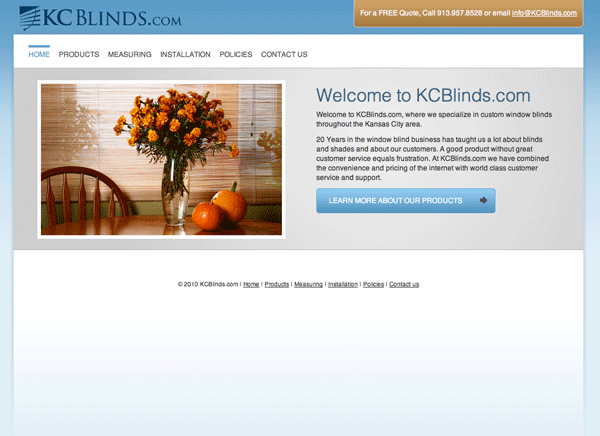 KC BLINDS.COM
For a FREE Quote, Call 913.957.8528 or email info@KCBlinds.com
HOME PRODUCTS MEASURING INSTALLATION POLICIES CONTACT US
Welcome to KCBlinds.com
Welcome to KCBlinds.com, where we specialize in custom window blinds
throughout the Kansas City area.
20 Years in the window blind business has taught us a lot about blinds
and shades and about our customers. A good product without great
customer service equals frustration. At KCBlinds.com we have combined
the convenience and pricing of the internet with world class customer
service and support.
LEARN MORE ABOUT OUR PRODUCTS
© 2010 KCBlinds.com | Home | Products | Measuring | Installation | Policies | Contact us